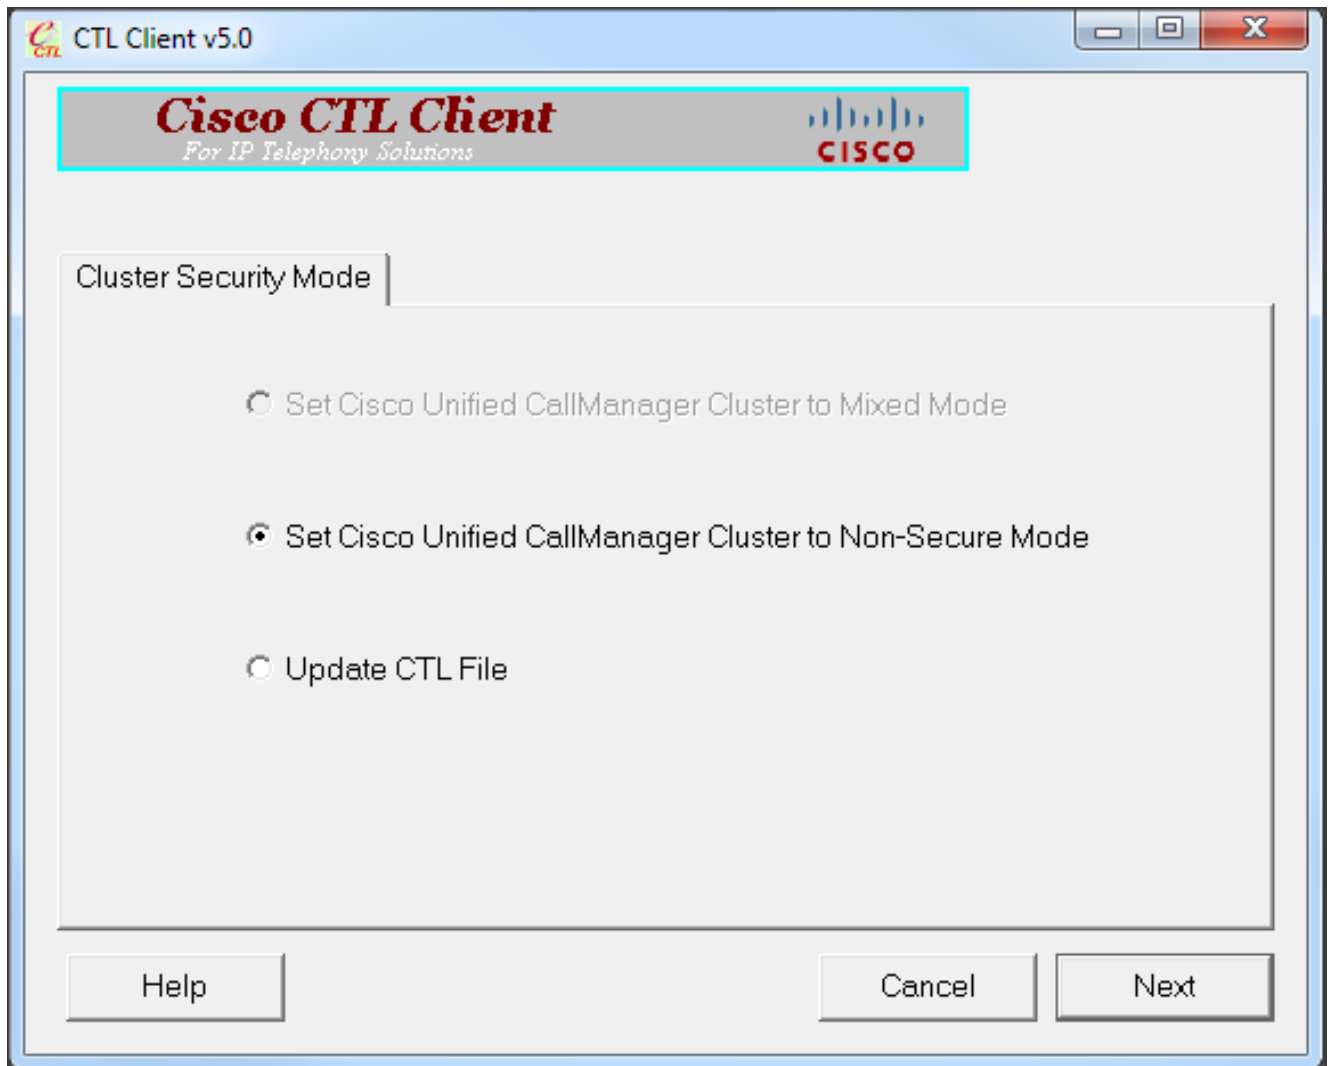 CTL Client v5.0
Cisco CTL Client
For IP Telephony Solutions
CISCO
Cluster Security Mode
Set Cisco Unified CallManager Cluster to Mixed Mode
Set Cisco Unified CallManager Cluster to Non-Secure Mode
Update CTL File
Help
Cancel
Next